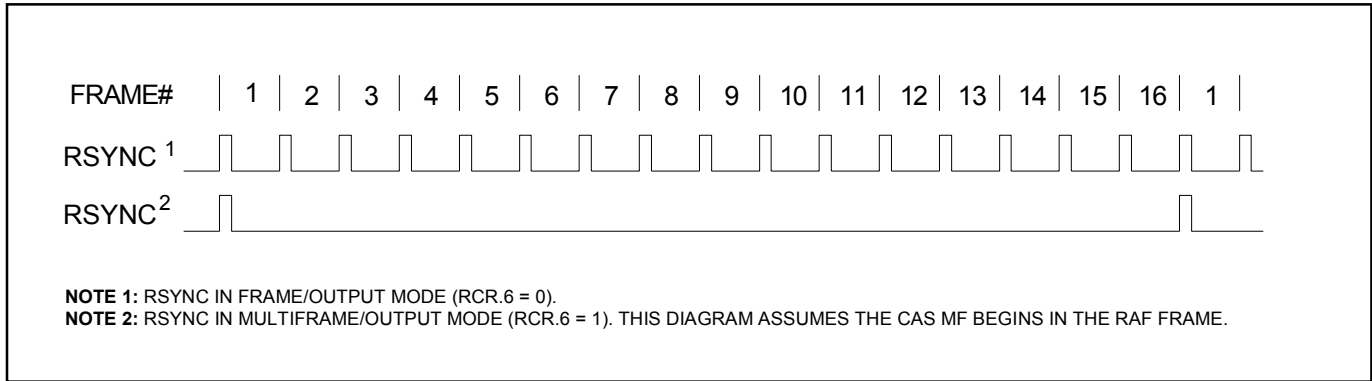 FRAME# 1 2 3 4 5 6 7 8 9 10 11 12 13 14 15 16 1
RSYNC 1
RSYNC 2
NOTE 1: RSYNC IN FRAME/OUTPUT MODE (RCR.6 = 0).
NOTE 2: RSYNC IN MULTIFRAME/OUTPUT MODE (RCR.6 = 1). THIS DIAGRAM ASSUMES THE CAS MF BEGINS IN THE RAF FRAME.